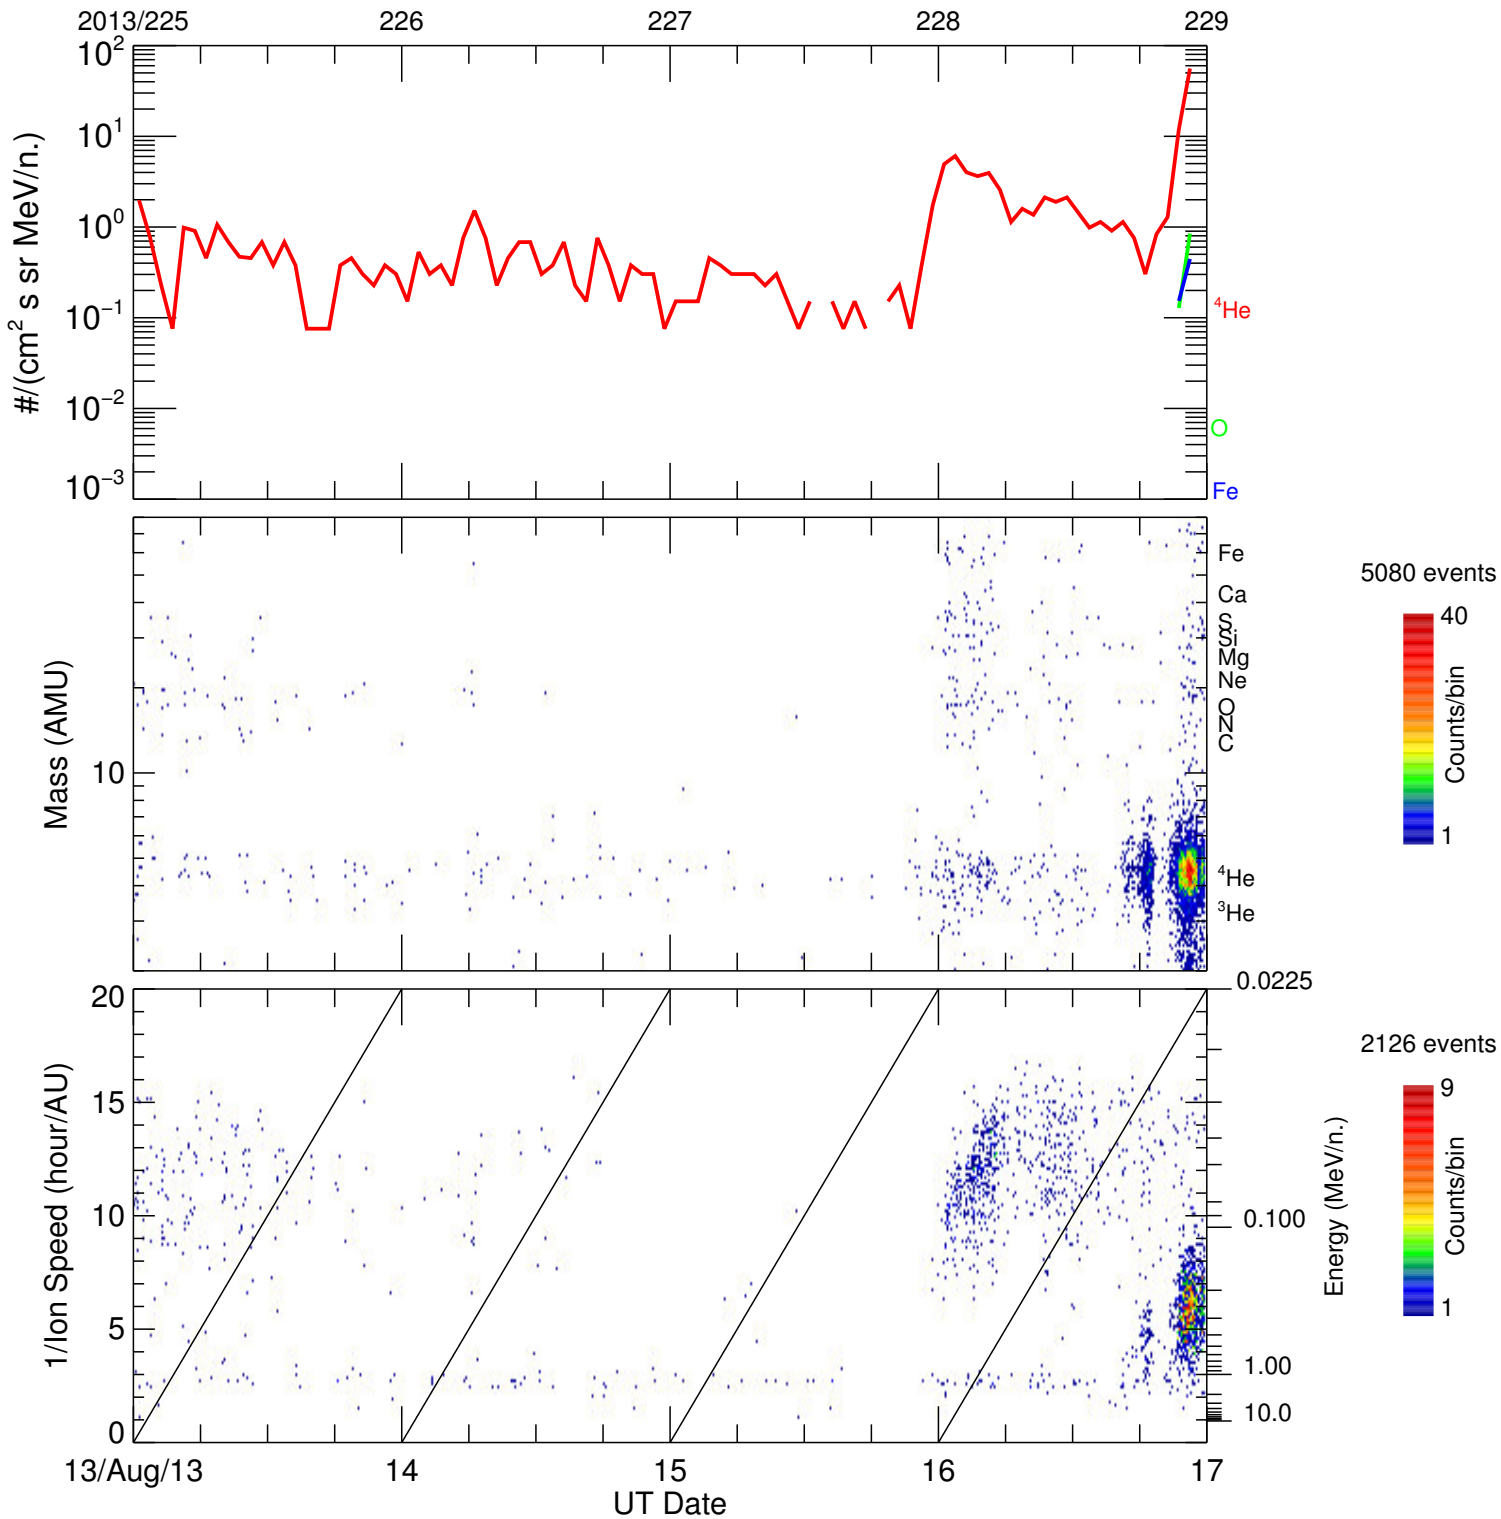 2013/225 226 227 228 229
#/(cm² s sr MeV/n.)
10²
10¹
10⁰
10⁻¹
10⁻²
10⁻³
⁴He
O
Fe
Mass (AMU)
10
Fe
Ca
S
Si
Mg
Ne
O
N
C
⁴He
³He
5080 events
40
Counts/bin
1
1/Ion Speed (hour/AU)
20
15
10
5
0
0.0225
0.100
1.00
10.0
Energy (MeV/n.)
2126 events
9
Counts/bin
1
13/Aug/13 14 15 16 17
UT Date